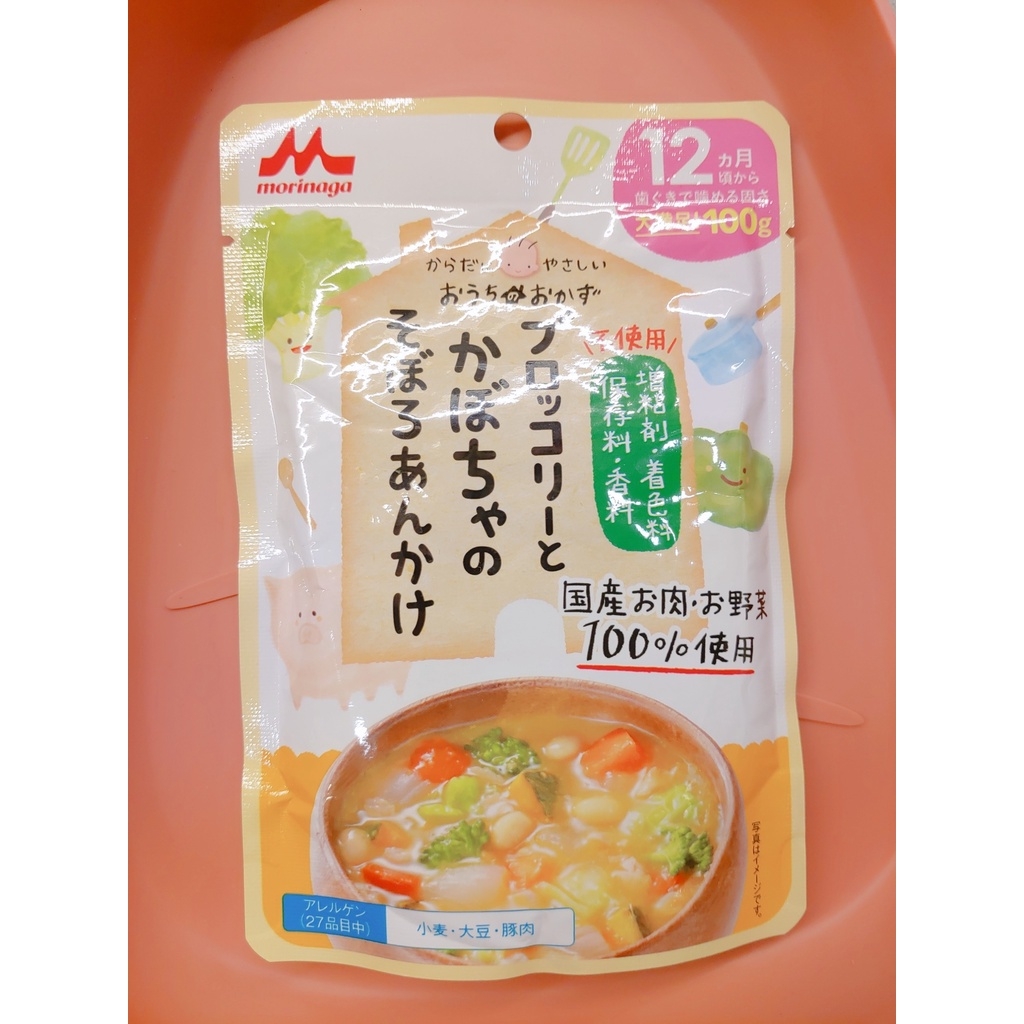 morinaga
12ヵ月
頃から
歯ぐきで噛める固さ
大満足!100g
からだにやさしい
おうちのおかず
ブロッコリーと
かぼちゃの
そぼろあんかけ
不使用
増粘剤・着色料
保存料・香料
国産お肉・お野菜
100%使用
写真はイメージです。
アレルゲン
(27品目中)
小麦・大豆・豚肉